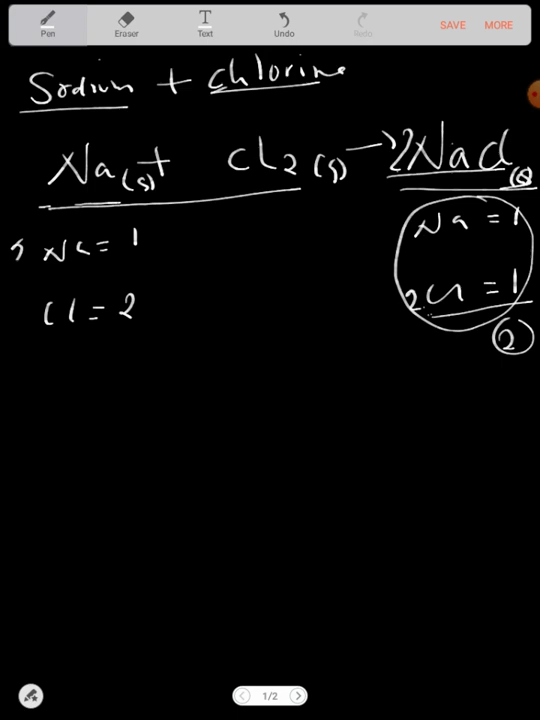 Pen Eraser Text Undo Redo SAVE MORE
Sodium + chlorine
Na(s) + Cl2(g) → 2NaCl(s)
Na = 1
Cl = 2
Na = 1
2Cl = 1
2
1/2